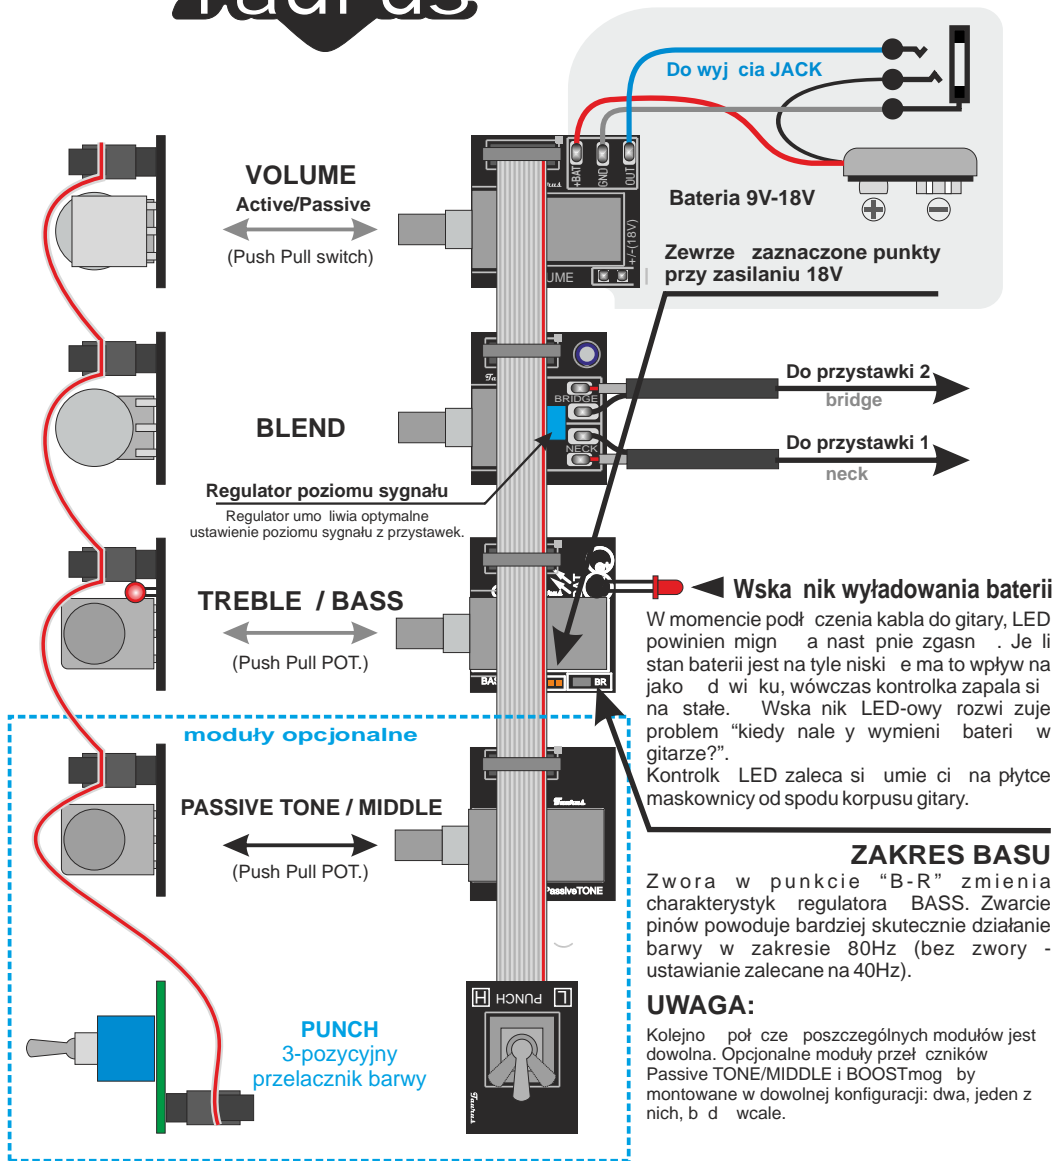 Taurus
Do wyj cia JACK
VOLUME
Active/Passive
(Push Pull switch)
+BAT
GND
OUT
+/-(18V)
UME
Bateria 9V-18V
Zewrze zaznaczone punkty
przy zasilaniu 18V
BRIDGE
NECK
Do przystawki 2
bridge
Do przystawki 1
neck
BLEND
Regulator poziomu sygnału
Regulator umo liwia optymalne
ustawienie poziomu sygnału z przystawek.
TREBLE / BASS
(Push Pull POT.)
BAS
BR
Wska nik wyładowania baterii
W momencie podł czenia kabla do gitary, LED
powinien mign a nast pnie zgasn . Je li
stan baterii jest na tyle niski e ma to wpływ na
jako d wi ku, wówczas kontrolka zapala si
na stałe. Wska nik LED-owy rozwi zuje
problem “kiedy nale y wymieni bateri w
gitarze?”.
Kontrolk LED zaleca si umie ci na płytce
maskownicy od spodu korpusu gitary.
moduły opcjonalne
PASSIVE TONE / MIDDLE
(Push Pull POT.)
Taurus
PassiveTONE
ZAKRES BASU
Zwora w punkcie “B-R” zmienia
charakterystyk regulatora BASS. Zwarcie
pinów powoduje bardziej skutecznie działanie
barwy w zakresie 80Hz (bez zwory -
ustawianie zalecane na 40Hz).
UWAGA:
Kolejno poł cze poszczególnych modułów jest
dowolna. Opcjonalne moduły przeł czników
Passive TONE/MIDDLE i BOOSTmog by
montowane w dowolnej konfiguracji: dwa, jeden z
nich, b d wcale.
H PUNCH L
Taurus
PUNCH
3-pozycyjny
przelacznik barwy